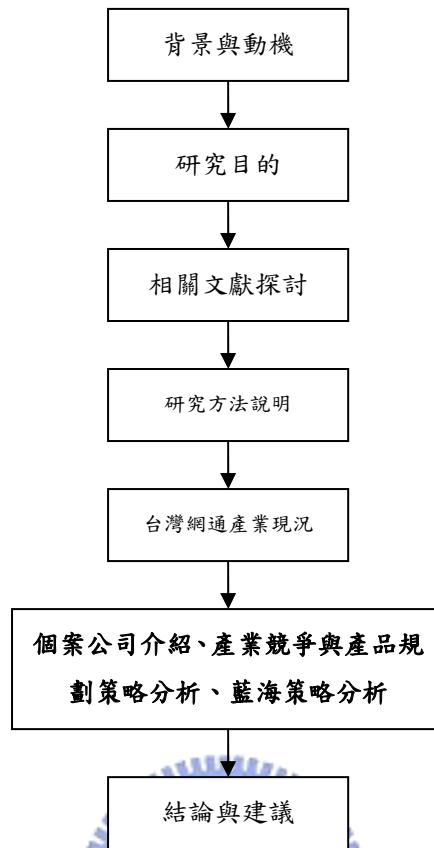 背景與動機
研究目的
相關文獻探討
研究方法說明
台灣網通產業現況
個案公司介紹、產業競爭與產品規
劃策略分析、藍海策略分析
結論與建議